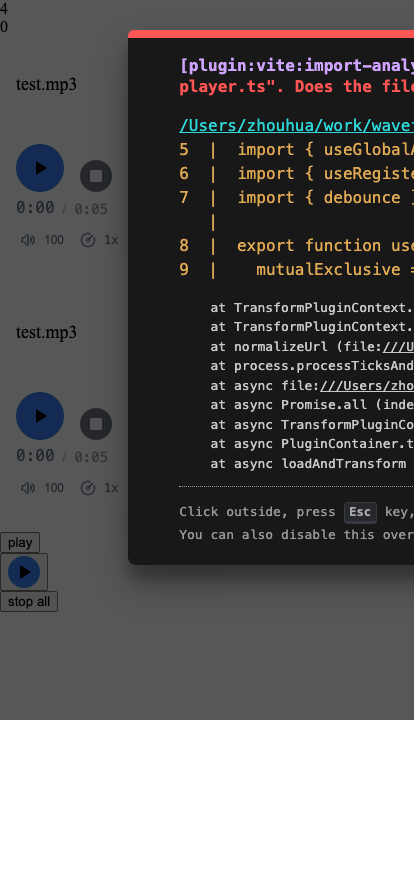 4
0
test.mp3
0:00 / 0:05
100 1x
test.mp3
0:00 / 0:05
100 1x
play
stop all
[plugin:vite:import-analy
player.ts". Does the file
/Users/zhouhua/work/wavef
5 | import { useGlobalA
6 | import { useRegiste
7 | import { debounce }
|
8 | export function use
9 | mutualExclusive =
at TransformPluginContext.
at TransformPluginContext.
at normalizeUrl (file:///U
at process.processTicksAnd
at async file:///Users/zho
at async Promise.all (inde
at async TransformPluginCo
at async PluginContainer.t
at async loadAndTransform
Click outside, press Esc key,
You can also disable this over